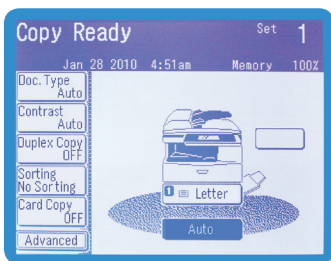 Copy Ready
Set 1
Jan 28 2010 4:51am Memory 100%
Doc. Type
Auto
Contrast
Auto
Duplex Copy
OFF
Sorting
No Sorting
Card Copy
OFF
Advanced
1 Letter
Auto